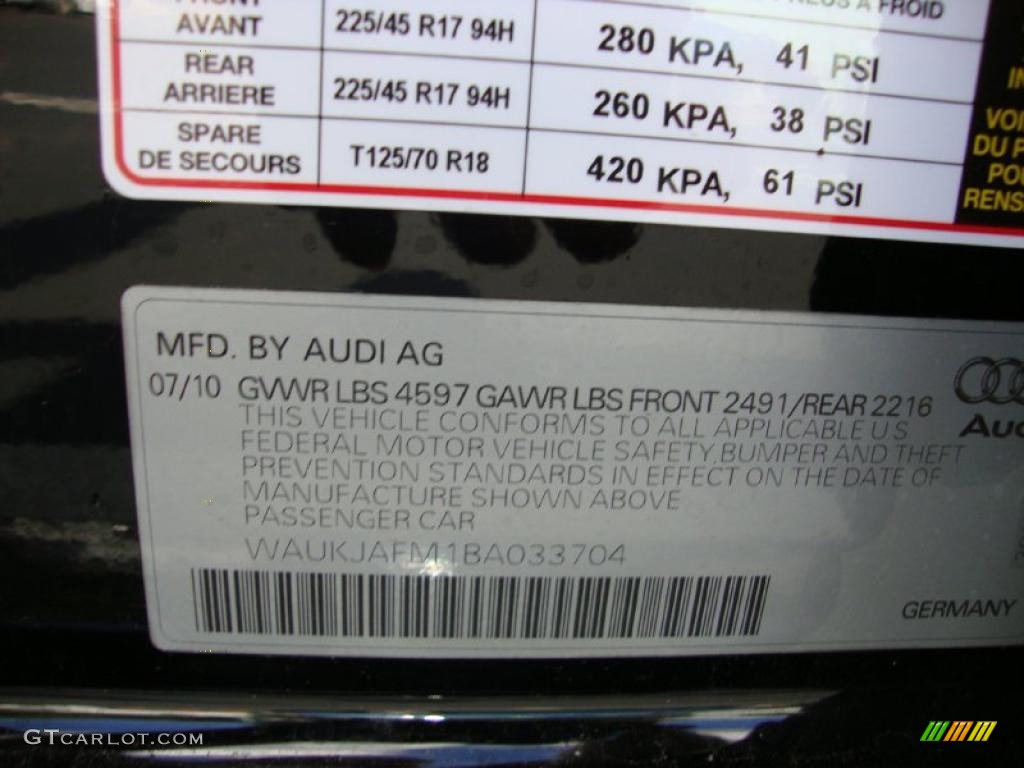 FRONT
AVANT
225/45 R17 94H
280 KPA, 41 PSI
À FROID
REAR
ARRIERE
225/45 R17 94H
260 KPA, 38 PSI
SPARE
DE SECOURS
T125/70 R18
420 KPA, 61 PSI
MFD. BY AUDI AG
07/10 GVWR LBS 4597 GAWR LBS FRONT 2491/REAR 2216
THIS VEHICLE CONFORMS TO ALL APPLICABLE US
FEDERAL MOTOR VEHICLE SAFETY, BUMPER AND THEFT
PREVENTION STANDARDS IN EFFECT ON THE DATE OF
MANUFACTURE SHOWN ABOVE
PASSENGER CAR
WAUKJAFM1BA033704
GERMANY
GTCARLOT.COM